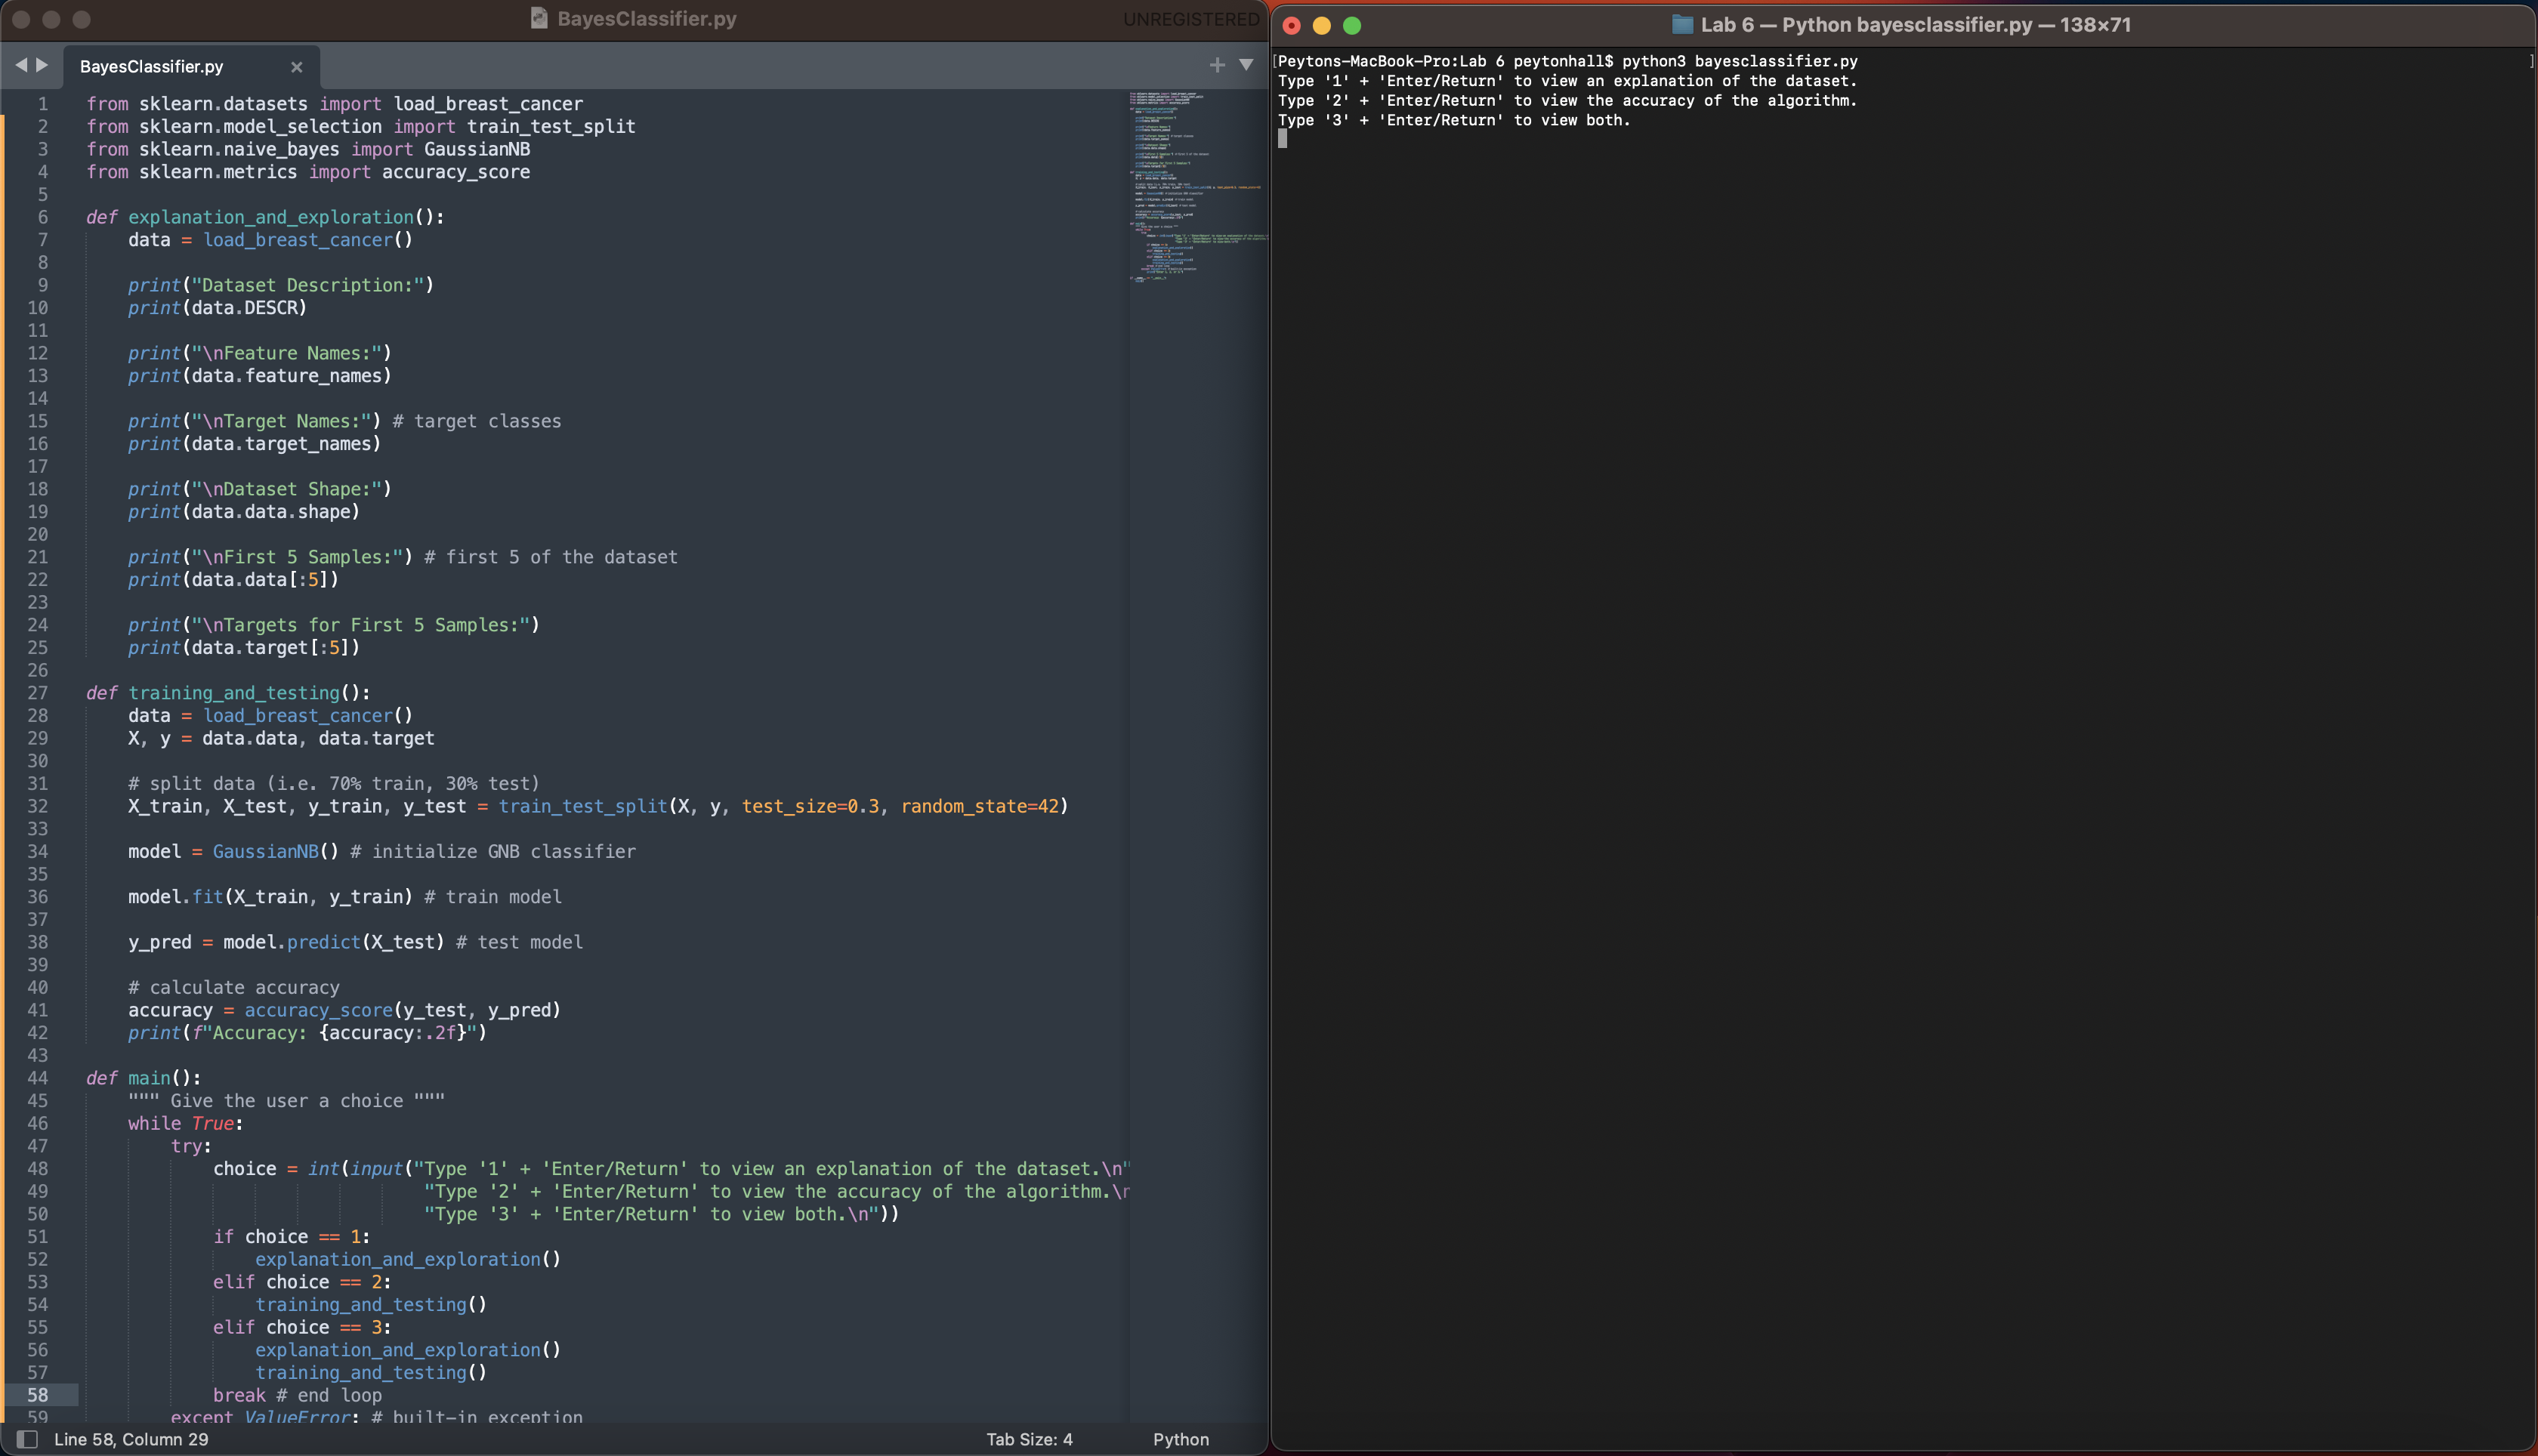 BayesClassifier.py
UNREGISTERED
BayesClassifier.py
1 from sklearn.datasets import load_breast_cancer
2 from sklearn.model_selection import train_test_split
3 from sklearn.naive_bayes import GaussianNB
4 from sklearn.metrics import accuracy_score
5
6 def explanation_and_exploration():
7     data = load_breast_cancer()
8
9     print("Dataset Description:")
10     print(data.DESCR)
11
12     print("\nFeature Names:")
13     print(data.feature_names)
14
15     print("\nTarget Names:") # target classes
16     print(data.target_names)
17
18     print("\nDataset Shape:")
19     print(data.data.shape)
20
21     print("\nFirst 5 Samples:") # first 5 of the dataset
22     print(data.data[:5])
23
24     print("\nTargets for First 5 Samples:")
25     print(data.target[:5])
26
27 def training_and_testing():
28     data = load_breast_cancer()
29     X, y = data.data, data.target
30
31     # split data (i.e. 70% train, 30% test)
32     X_train, X_test, y_train, y_test = train_test_split(X, y, test_size=0.3, random_state=42)
33
34     model = GaussianNB() # initialize GNB classifier
35
36     model.fit(X_train, y_train) # train model
37
38     y_pred = model.predict(X_test) # test model
39
40     # calculate accuracy
41     accuracy = accuracy_score(y_test, y_pred)
42     print(f"Accuracy: {accuracy:.2f}")
43
44 def main():
45     """ Give the user a choice """
46     while True:
47         try:
48             choice = int(input("Type '1' + 'Enter/Return' to view an explanation of the dataset.\n"
49                                 "Type '2' + 'Enter/Return' to view the accuracy of the algorithm.\n
50                                 "Type '3' + 'Enter/Return' to view both.\n"))
51             if choice == 1:
52                 explanation_and_exploration()
53             elif choice == 2:
54                 training_and_testing()
55             elif choice == 3:
56                 explanation_and_exploration()
57                 training_and_testing()
58             break # end loop
59         except ValueError: # built-in exception
Line 58, Column 29
Tab Size: 4
Python
Lab 6 — Python bayesclassifier.py — 138×71
[Peytons-MacBook-Pro:Lab 6 peytonhall$ python3 bayesclassifier.py ]
Type '1' + 'Enter/Return' to view an explanation of the dataset.
Type '2' + 'Enter/Return' to view the accuracy of the algorithm.
Type '3' + 'Enter/Return' to view both.